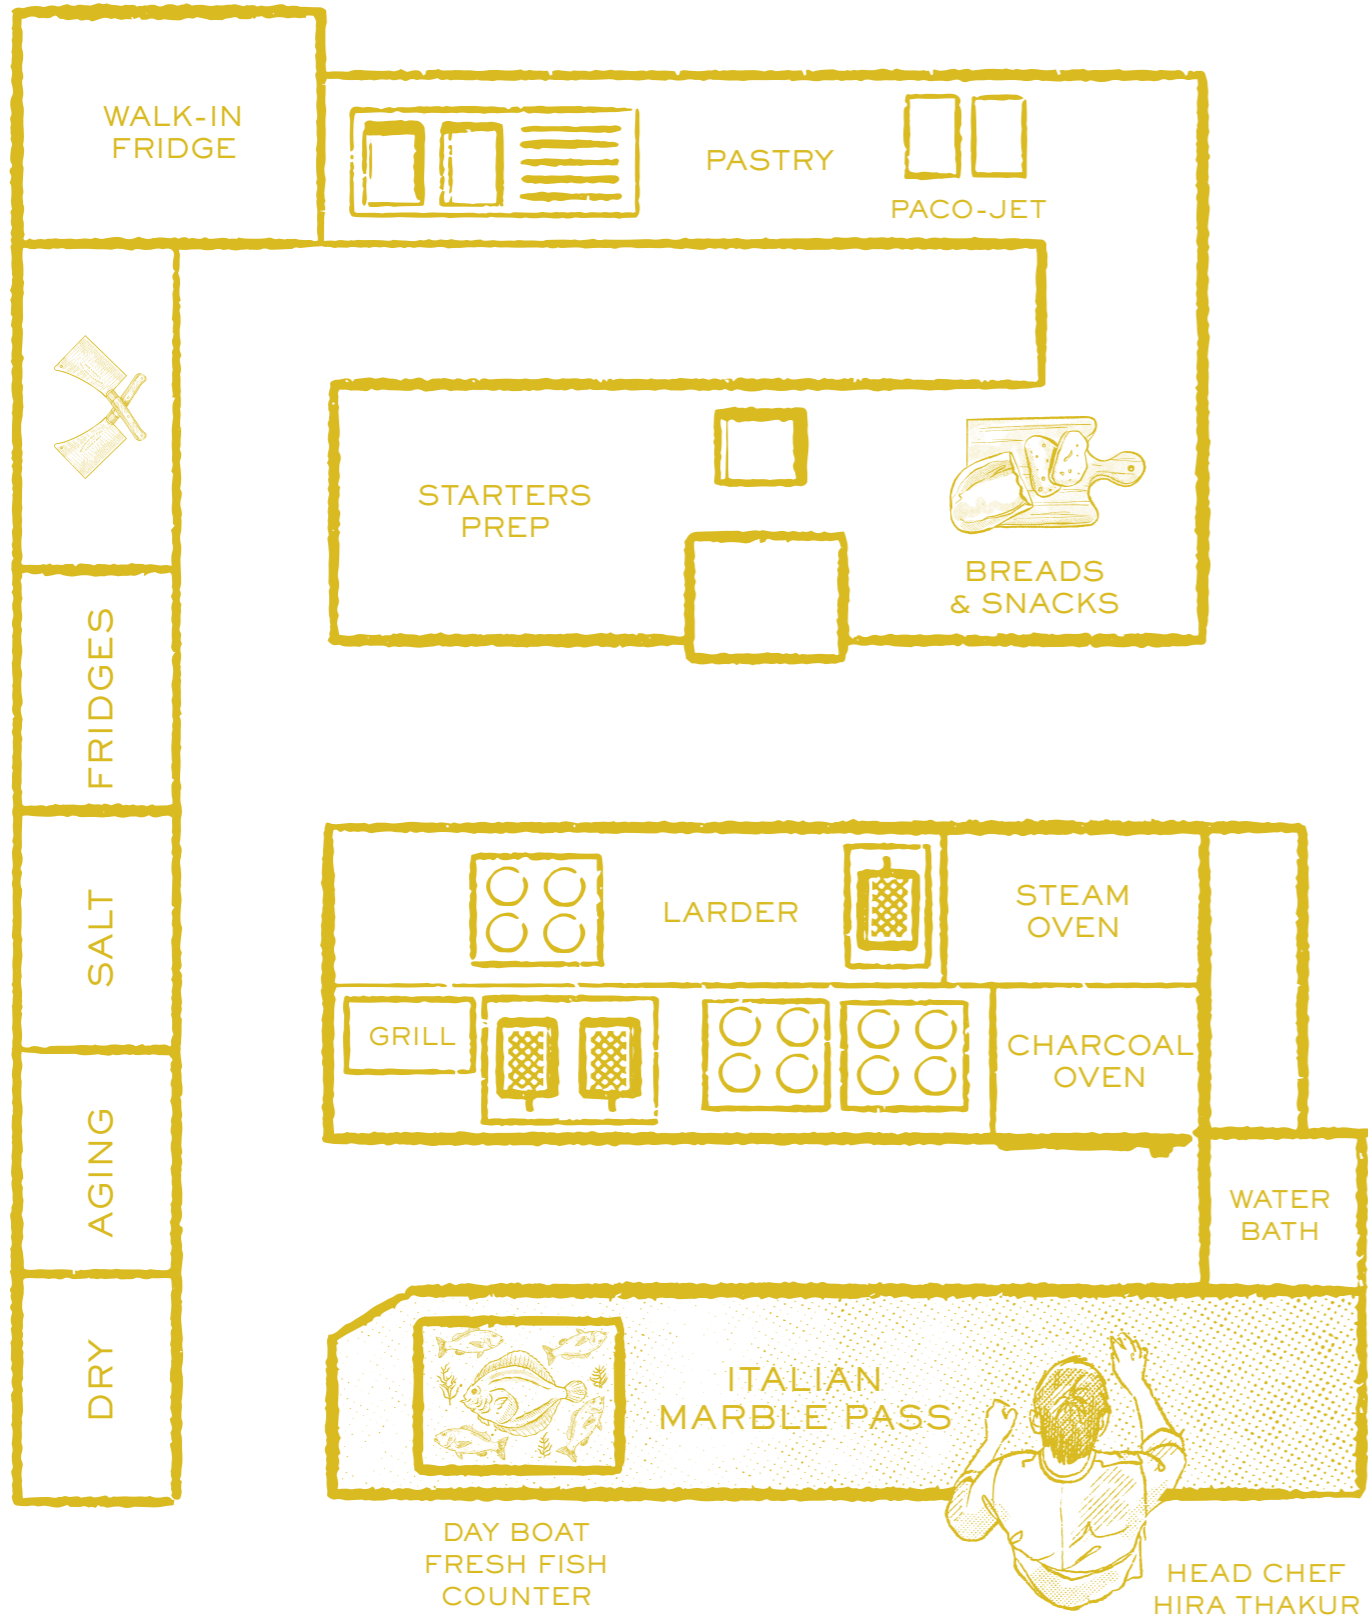 WALK-IN
FRIDGE
PASTRY
PACO-JET
STARTERS
PREP
BREADS
& SNACKS
FRIDGES
SALT
AGING
DRY
LARDER
STEAM
OVEN
GRILL
CHARCOAL
OVEN
WATER
BATH
ITALIAN
MARBLE PASS
DAY BOAT
FRESH FISH
COUNTER
HEAD CHEF
HIRA THAKUR